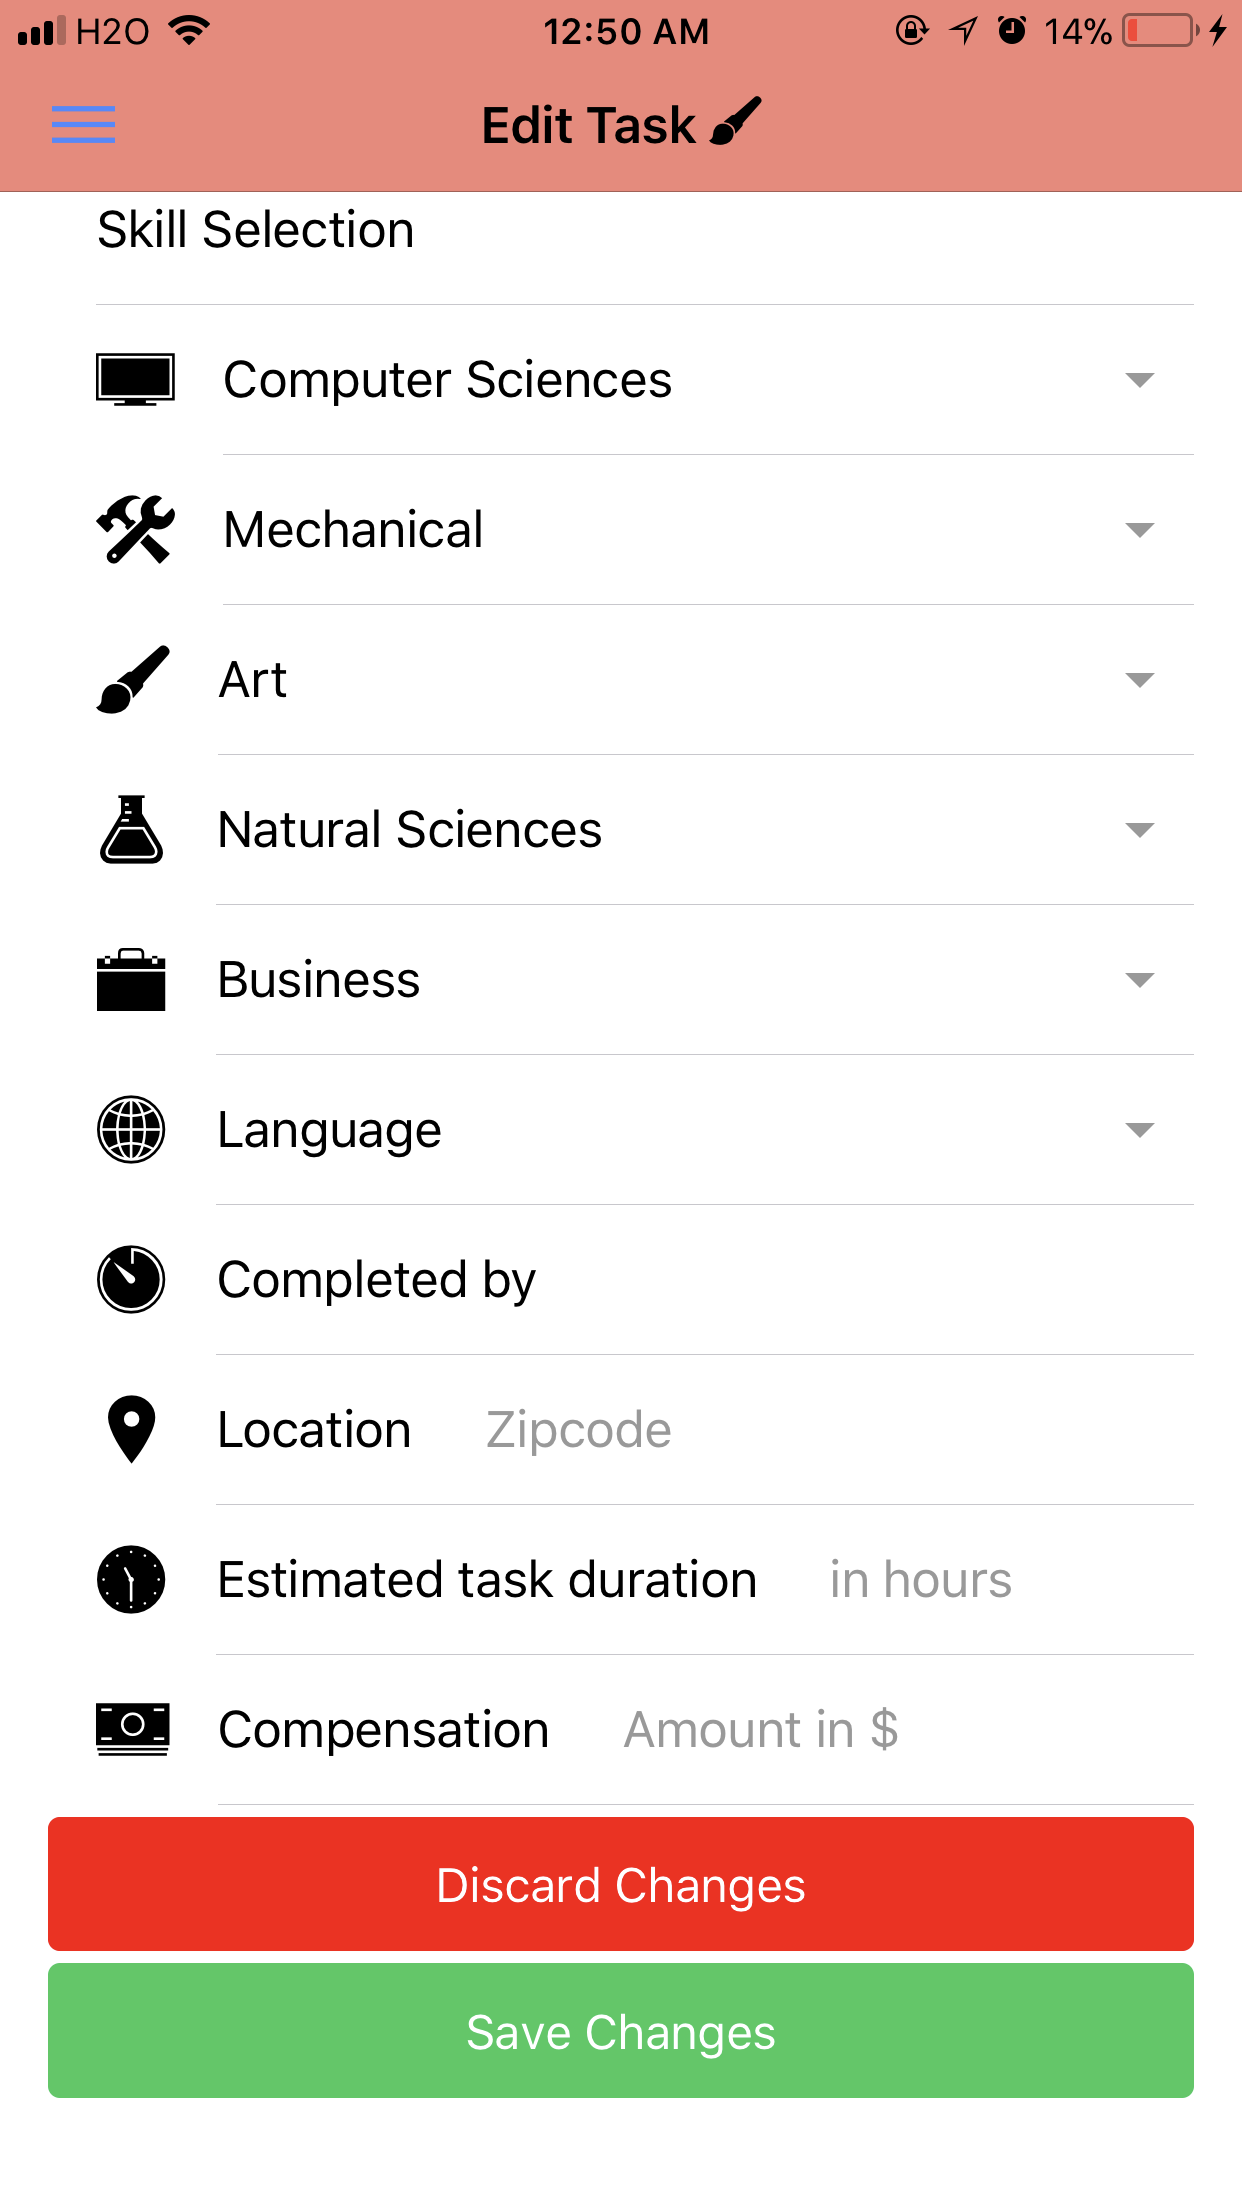 H2O 12:50 AM 14%
Edit Task
Skill Selection
Computer Sciences
Mechanical
Art
Natural Sciences
Business
Language
Completed by
Location Zipcode
Estimated task duration in hours
Compensation Amount in $
Discard Changes
Save Changes